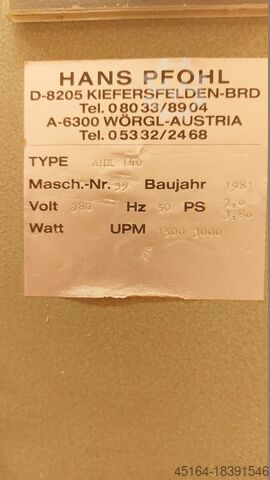 HANS PFOHL
D-8205 KIEFERSFELDEN-BRD
Tel. 0 80 33/89 04
A-6300 WÖRGL-AUSTRIA
Tel. 0 53 32/24 68
TYPE AHK
Masch.-Nr. 99 Baujahr 1981
Volt 380 Hz 50 PS 3,0
3,80
Watt UPM 1500/3000
45164-18391546